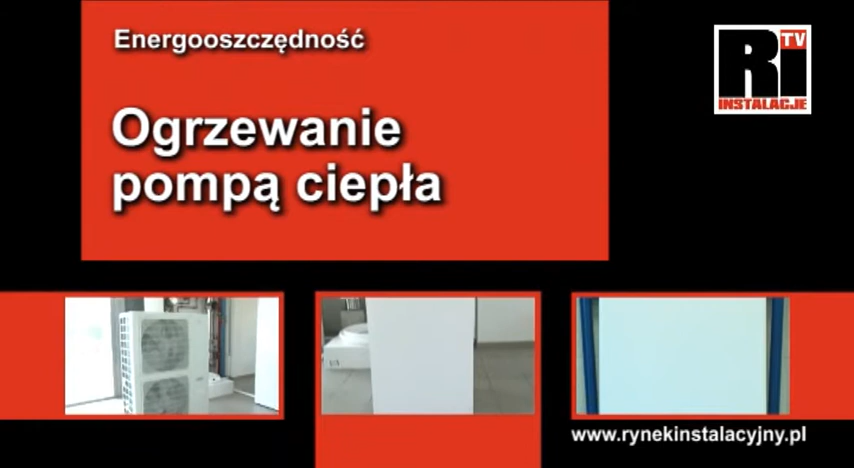 Energooszczędność
TV
Ri
INSTALACJE
Ogrzewanie
pompą ciepła
www.rynekinstalacyjny.pl